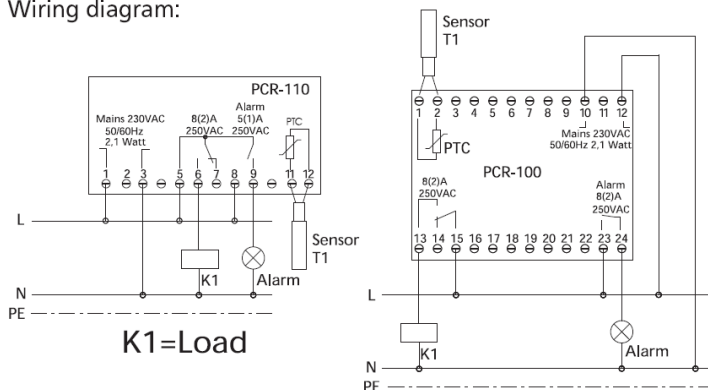 Wiring diagram:
PCR-110
Mains 230VAC
50/60Hz
2,1 Watt
8(2)A
250VAC
Alarm
5(1)A
250VAC
PTC
1 2 3 5 6 7 8 9 11 12
L
K1
Alarm
Sensor
T1
N
PE
K1=Load
Sensor
T1
1 2 3 4 5 6 7 8 9 10 11 12
PTC
Mains 230VAC
50/60Hz 2,1 Watt
PCR-100
8(2)A
250VAC
Alarm
8(2)A
250VAC
13 14 15 16 17 18 19 20 21 22 23 24
L
K1
Alarm
N
PE